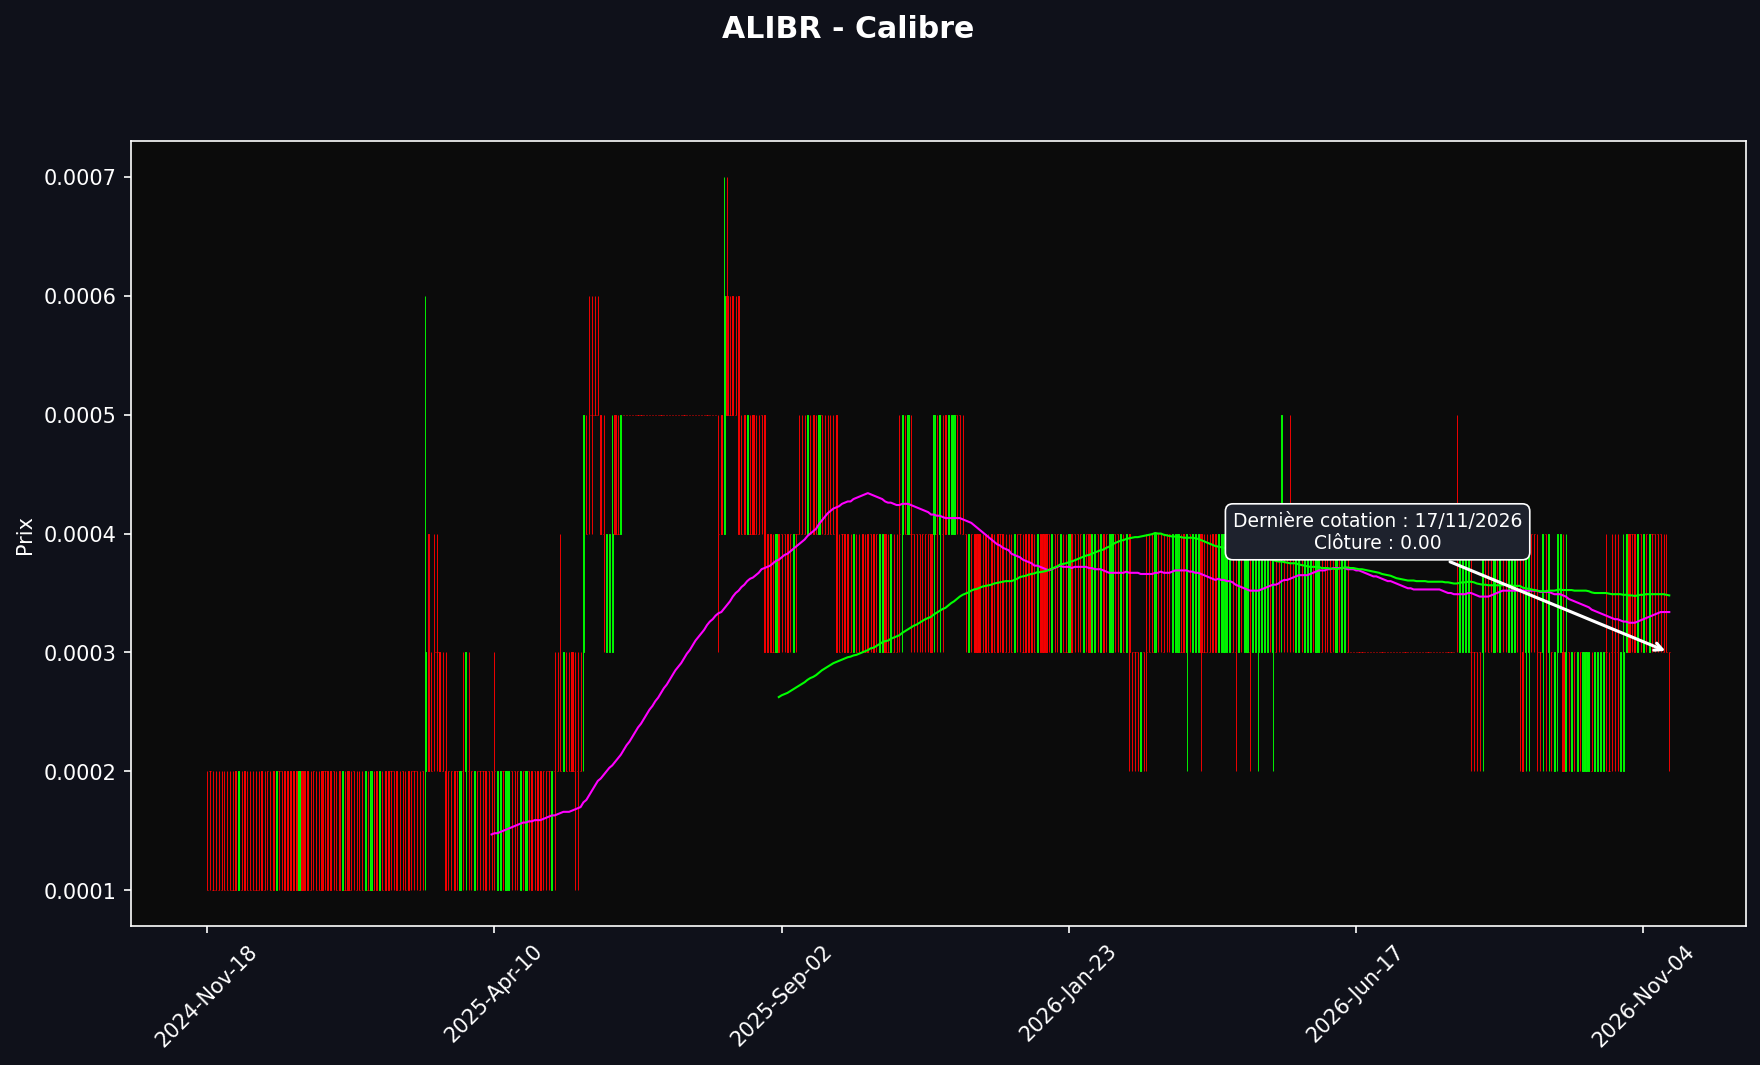 ALIBR - Calibre
0.0007
0.0006
0.0005
0.0004
0.0003
0.0002
0.0001
Prix
Dernière cotation : 17/11/2026
Clôture : 0.00
2024-Nov-18
2025-Apr-10
2025-Sep-02
2026-Jan-23
2026-Jun-17
2026-Nov-04